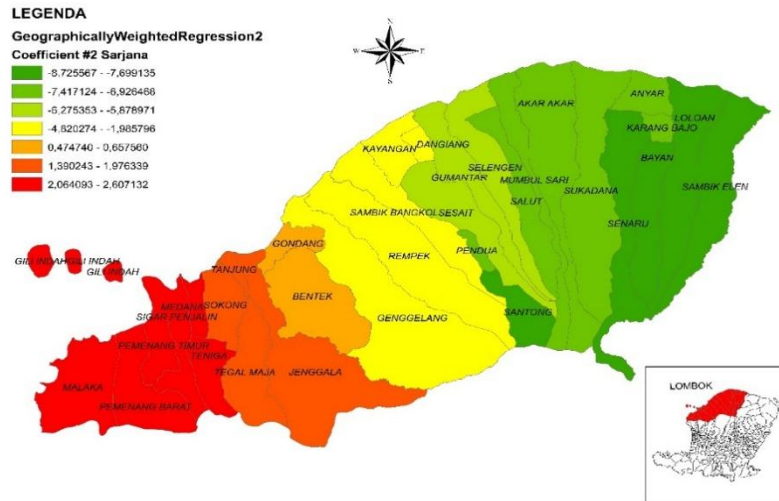 LEGENDA
GeographicallyWeightedRegression2
Coefficient #2 Sarjana
-8,725567 - -7,699135
-7,417124 - -6,926466
-6,275353 - -5,878971
-4,620274 - -1,985796
0,474740 - 0,657560
1,390243 - 1,976339
2,064093 - 2,607132
N
W E
S
AKAR AKAR
ANYAR
LOLOAN
KARANG BAJO
KAYANGAN
DANGIANG
SELENGEN
BAYAN
GUMANTAR
MUMBUL SARI
SUKADANA
SAMBIK ELEN
SALUT
SAMBIK BANGKOL
SESAIT
SENARU
GONDANG
PENDUA
REMPEK
GILI INDAH
GILI INDAH
GILI INDAH
TANJUNG
BENTEK
MEDANA
SOKONG
SANTONG
SIGAR PENJALIN
GENGGELANG
PEMENANG TIMUR
TENIGA
MALAKA
TEGAL MAJA
JENGGALA
PEMENANG BARAT
LOMBOK